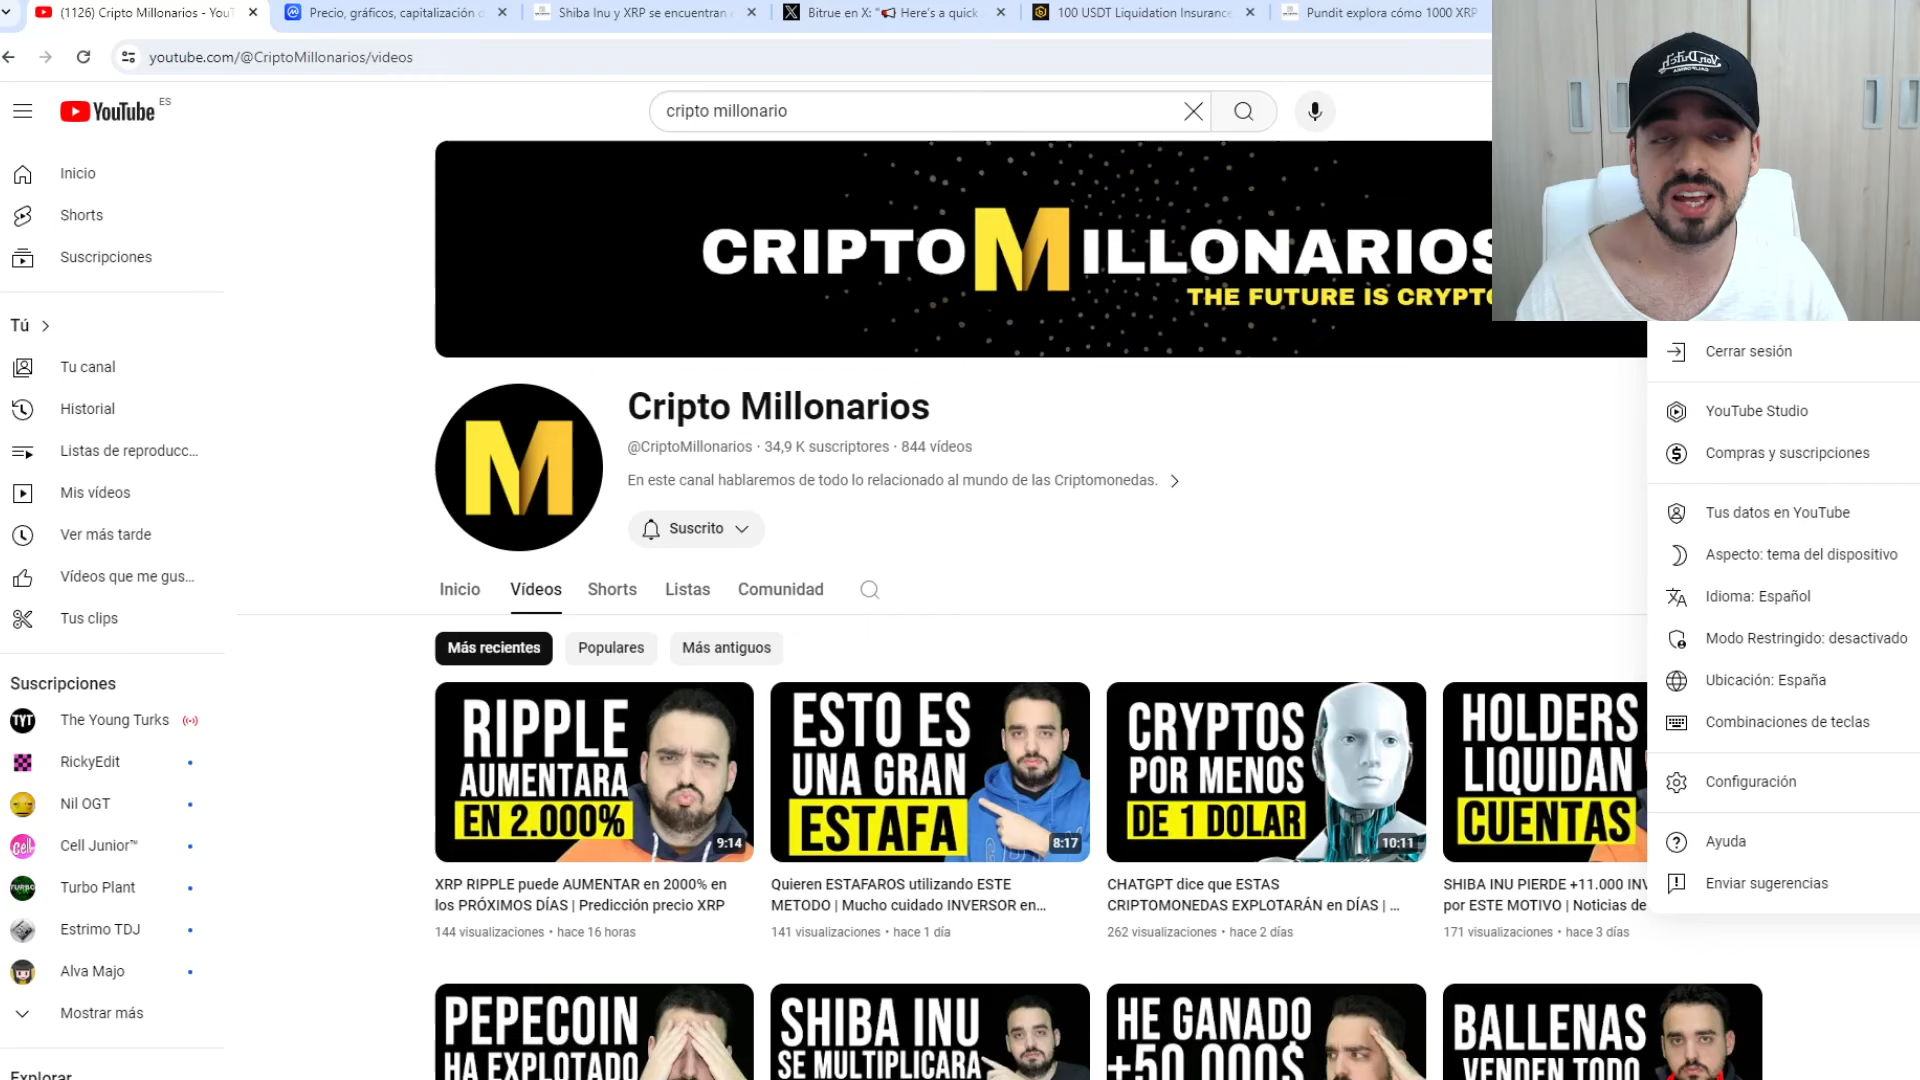 (1126) Cripto Millonarios - YouT
Precio, gráficos, capitalización d
Shiba Inu y XRP se encuentran
Bitrue en X: "📢 Here's a quick
100 USDT Liquidation Insurance
Pundit explora cómo 1000 XRP
youtube.com/@CriptoMillonarios/videos
YouTube ES
cripto millonario
Inicio
Shorts
Suscripciones
Tú
Tu canal
Historial
Listas de reproducc...
Mis vídeos
Ver más tarde
Vídeos que me gus...
Tus clips
Suscripciones
TYT
The Young Turks
RickyEdit
Nil OGT
Cell
Cell Junior™
TURBO
Turbo Plant
Estrimo TDJ
Alva Majo
Mostrar más
Explorar
CRIPTO MILLONARIOS
THE FUTURE IS CRYPTO
M
Cripto Millonarios
@CriptoMillonarios · 34,9 K suscriptores · 844 vídeos
En este canal hablaremos de todo lo relacionado al mundo de las Criptomonedas.
Suscrito
Inicio
Vídeos
Shorts
Listas
Comunidad
Más recientes
Populares
Más antiguos
RIPPLE
AUMENTARA
EN 2.000%
9:14
XRP RIPPLE puede AUMENTAR en 2000% en
los PRÓXIMOS DÍAS | Predicción precio XRP
144 visualizaciones • hace 16 horas
ESTO ES
UNA GRAN
ESTAFA
8:17
Quieren ESTAFAROS utilizando ESTE
METODO | Mucho cuidado INVERSOR en...
141 visualizaciones • hace 1 día
CRYPTOS
POR MENOS
DE 1 DOLAR
10:11
CHATGPT dice que ESTAS
CRIPTOMONEDAS EXPLOTARÁN en DÍAS | ...
262 visualizaciones • hace 2 días
HOLDERS
LIQUIDAN
CUENTAS
SHIBA INU PIERDE +11.000 INV
por ESTE MOTIVO | Noticias de
171 visualizaciones • hace 3 días
PEPECOIN
HA EXPLOTADO
SHIBA INU
SE MULTIPLICARA
HE GANADO
+50.000$
BALLENAS
VENDEN TODO
Von Dutch
Cerrar sesión
YouTube Studio
Compras y suscripciones
Tus datos en YouTube
Aspecto: tema del dispositivo
Idioma: Español
Modo Restringido: desactivado
Ubicación: España
Combinaciones de teclas
Configuración
Ayuda
Enviar sugerencias